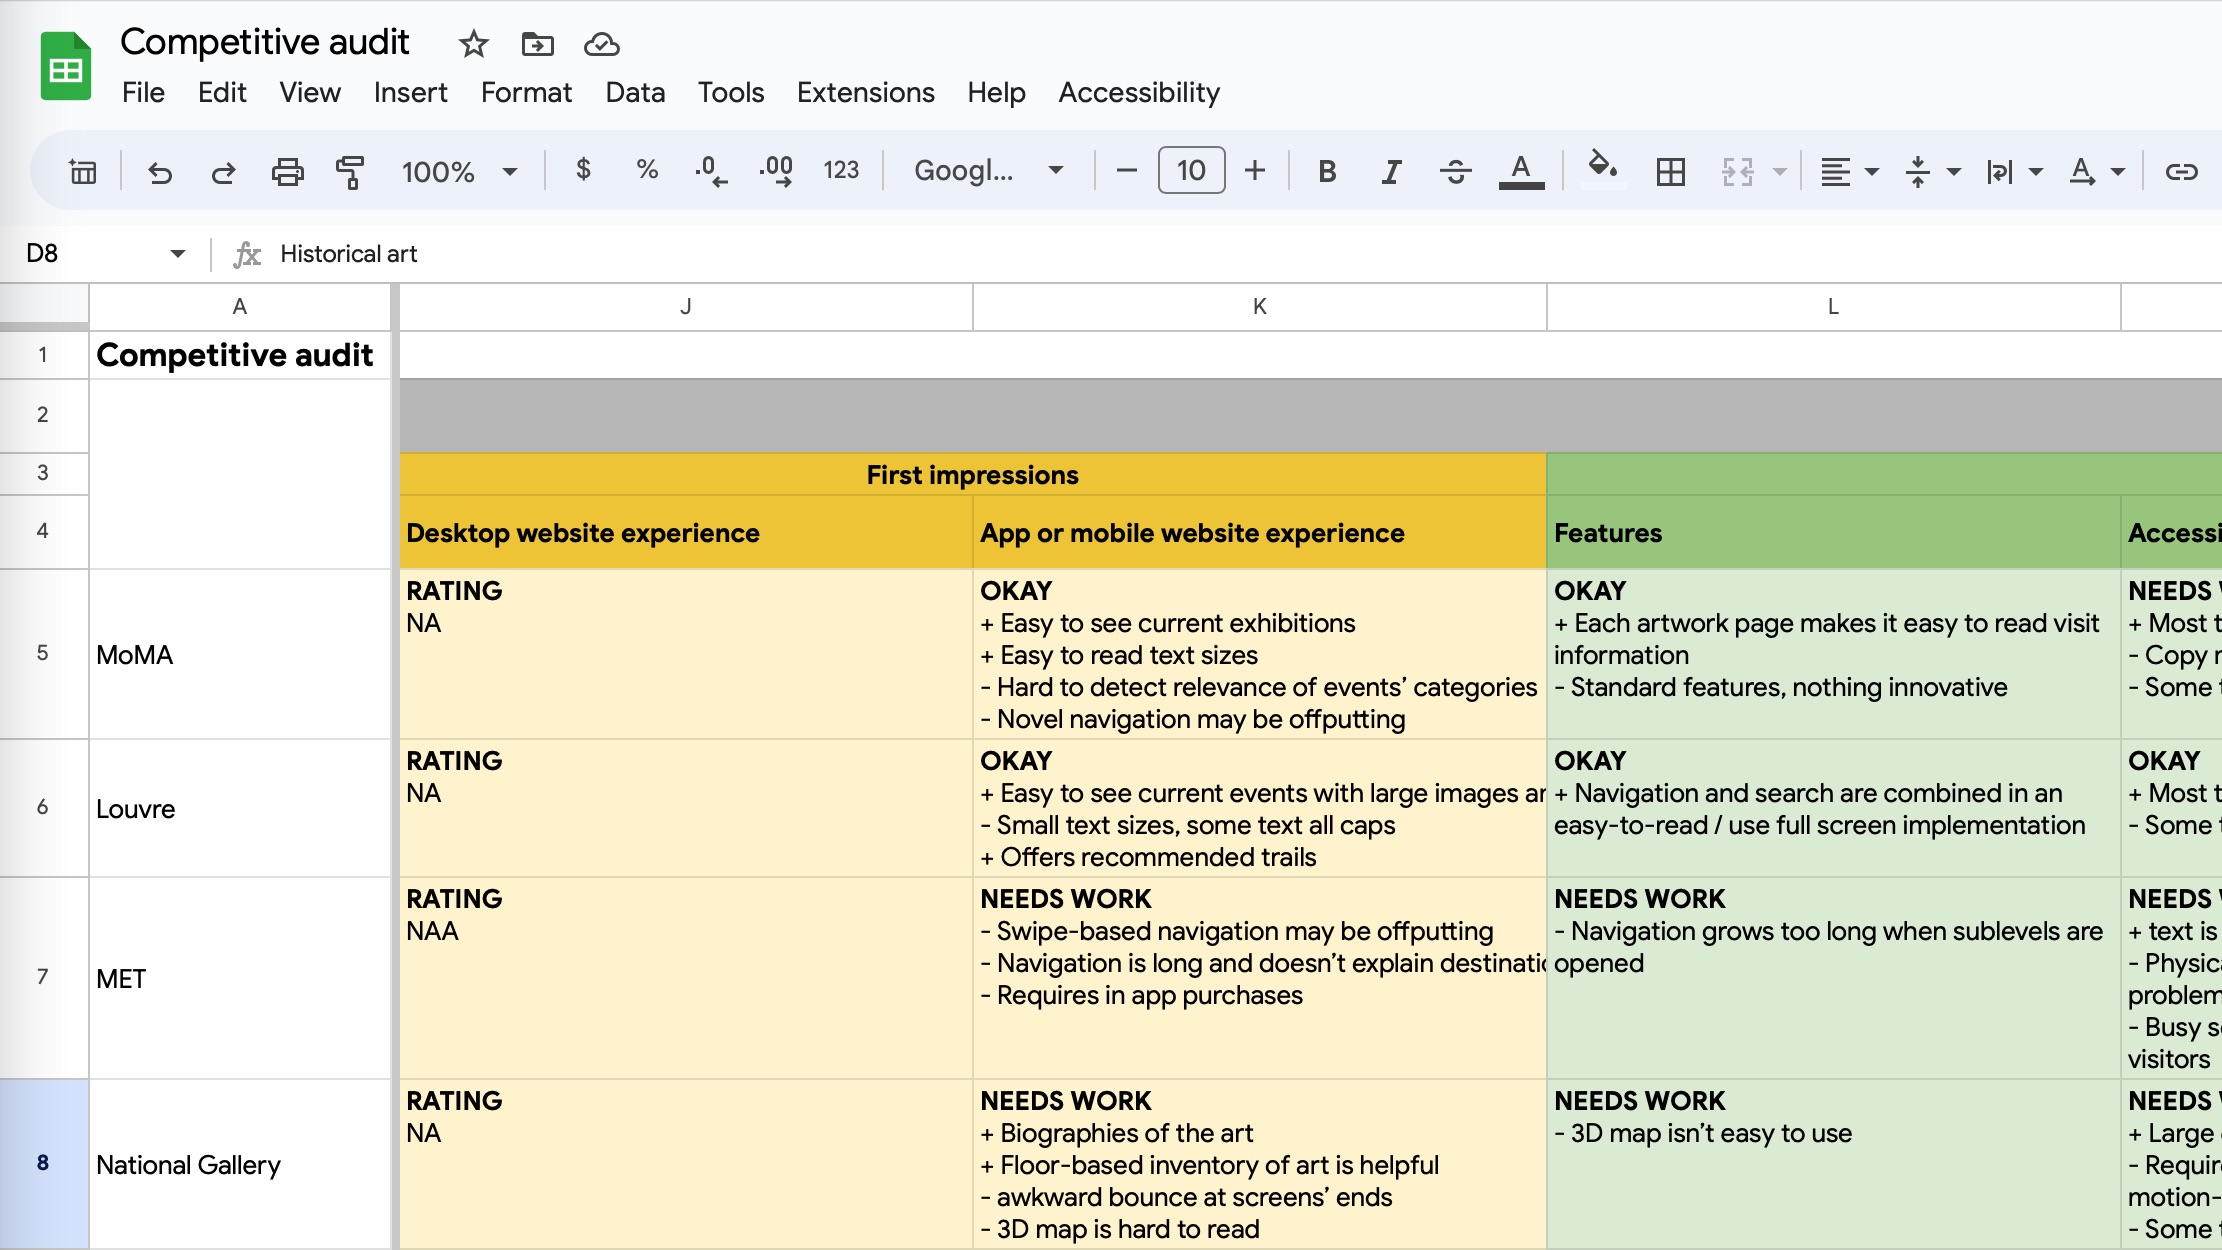 Competitive audit
File Edit View Insert Format Data Tools Extensions Help Accessibility
100% $ % .0 .00 123 Googl... 10 B I A A
D8 fx Historical art
A J K L
1 Competitive audit
2
3 First impressions
4 Desktop website experience App or mobile website experience Features
5 MoMA
RATING
NA
OKAY
+ Easy to see current exhibitions
+ Easy to read text sizes
- Hard to detect relevance of events’ categories
- Novel navigation may be offputting
OKAY
+ Each artwork page makes it easy to read visit
information
- Standard features, nothing innovative
NEEDS
+ Most
- Copy
- Some
6 Louvre
RATING
NA
OKAY
+ Easy to see current events with large images
- Small text sizes, some text all caps
+ Offers recommended trails
OKAY
+ Navigation and search are combined in an
easy-to-read / use full screen implementation
OKAY
+ Most
- Some
7 MET
RATING
NAA
NEEDS WORK
- Swipe-based navigation may be offputting
- Navigation is long and doesn’t explain
- Requires in app purchases
NEEDS WORK
- Navigation grows too long when sublevels are
opened
NEEDS
+ text is
-
problem
- Busy
visitors
8 National Gallery
RATING
NA
NEEDS WORK
+ Biographies of the art
+ Floor-based inventory of art is helpful
- awkward bounce at screens’ ends
- 3D map is hard to read
NEEDS WORK
- 3D map isn’t easy to use
NEEDS
+ Large
-
motion-
- Some